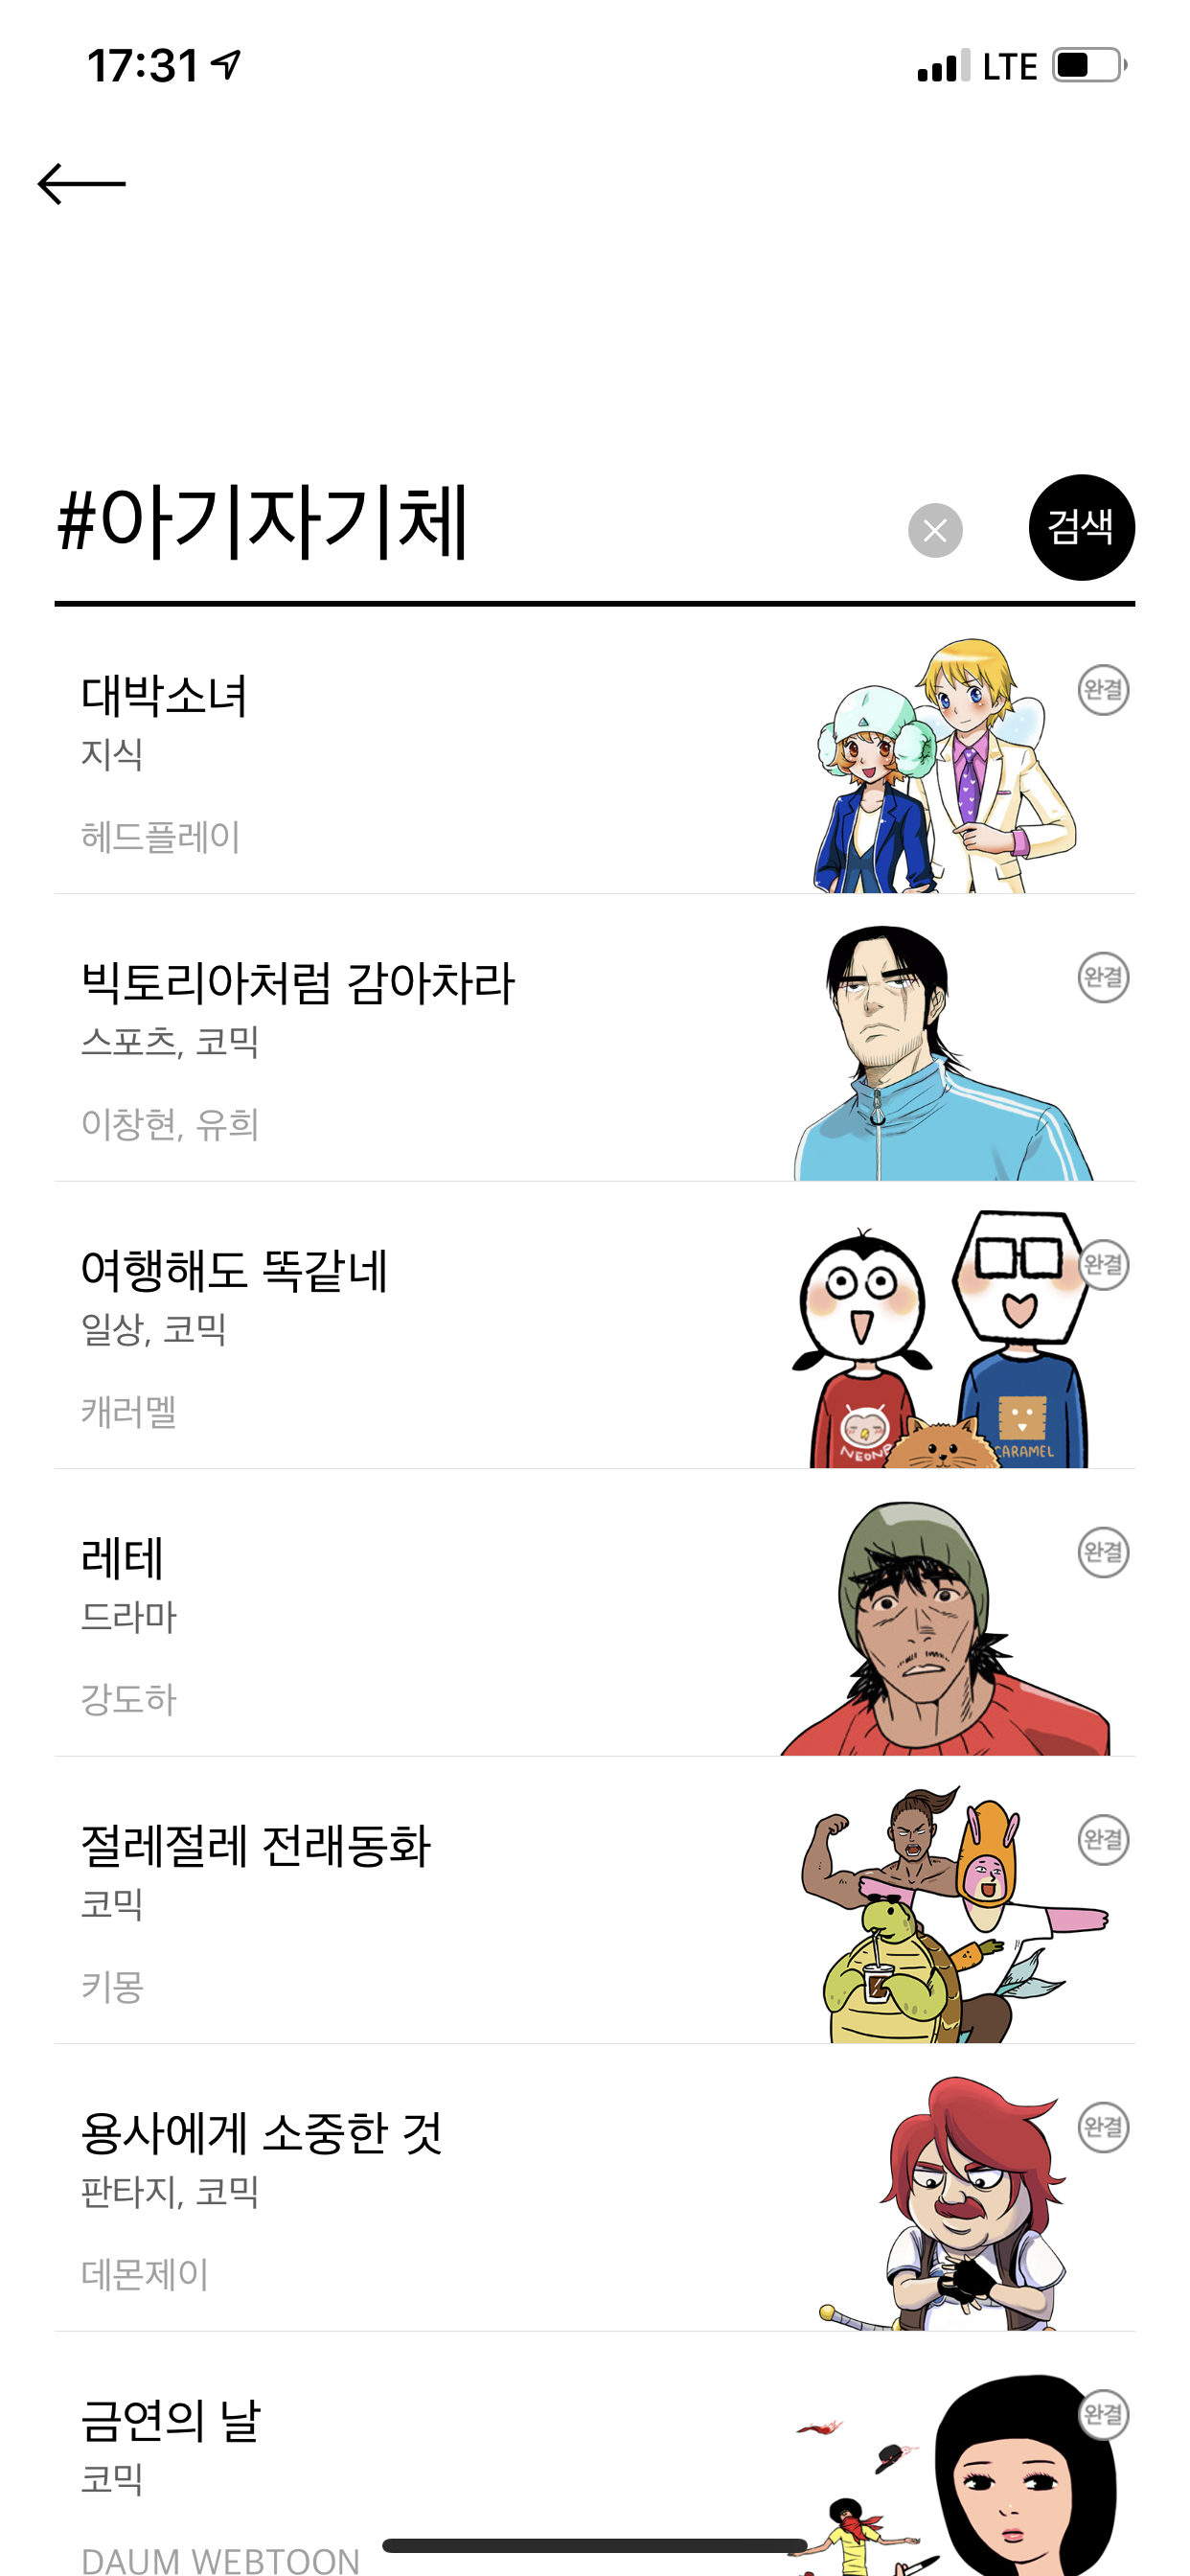 17:31 LTE
#아기자기체
검색
대박소녀
완결
지식
헤드플레이
빅토리아처럼 감아차라
완결
스포츠, 코믹
이창현, 유희
여행해도 똑같네
완결
일상, 코믹
캐러멜
NEONB
CARAMEL
레테
완결
드라마
강도하
절레절레 전래동화
완결
코믹
키몽
용사에게 소중한 것
완결
판타지, 코믹
데몬제이
금연의 날
완결
코믹
DAUM WEBTOON